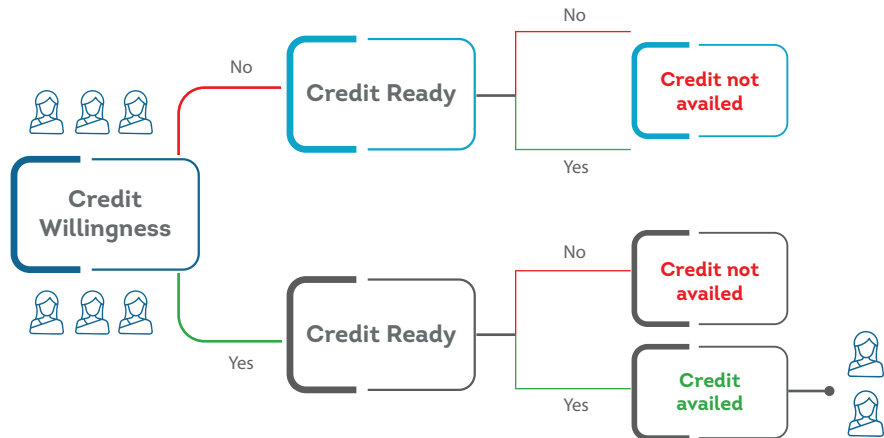 No
No
Credit Ready
Credit not
availed
Yes
Credit
Willingness
No
Credit not
availed
Credit Ready
Yes
Credit
availed
Yes